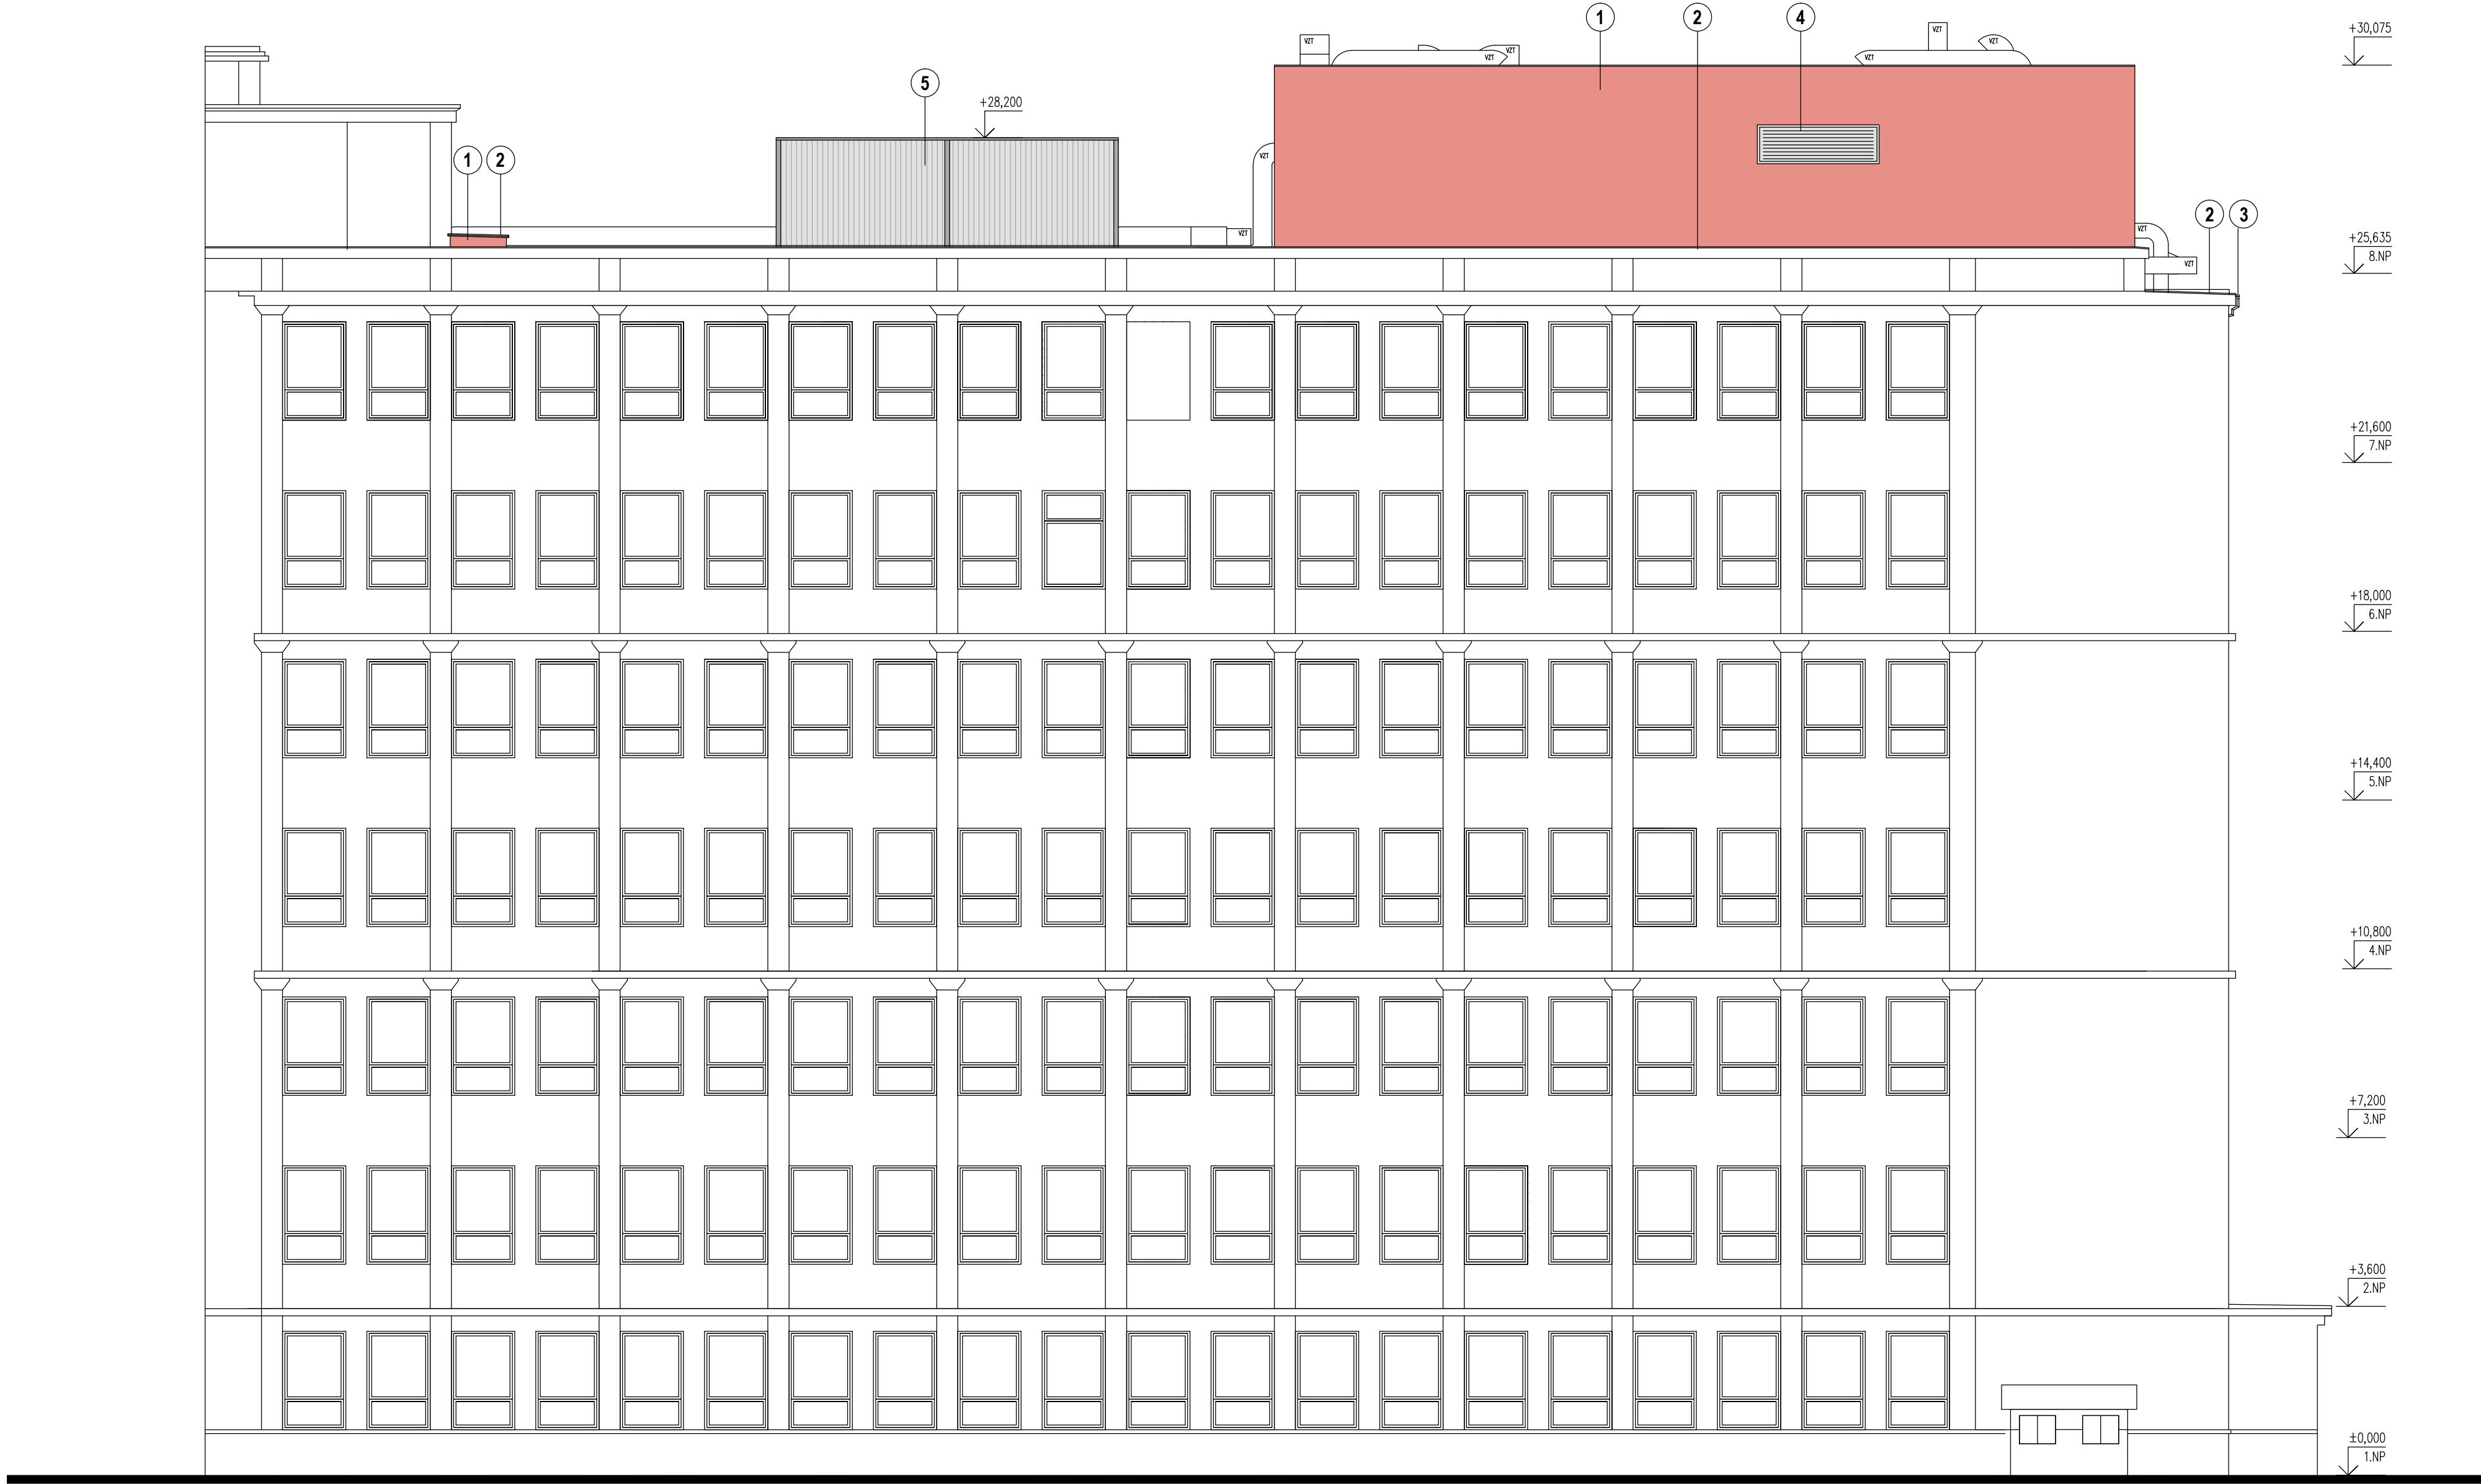 1
2
4
+30,075
VZT
VZT
VZT
VZT
VZT
VZT
5
+28,200
1
2
VZT
2
3
VZT
VZT
VZT
+25,635
8.NP
+21,600
7.NP
+18,000
6.NP
+14,400
5.NP
+10,800
4.NP
+7,200
3.NP
+3,600
2.NP
±0,000
1.NP